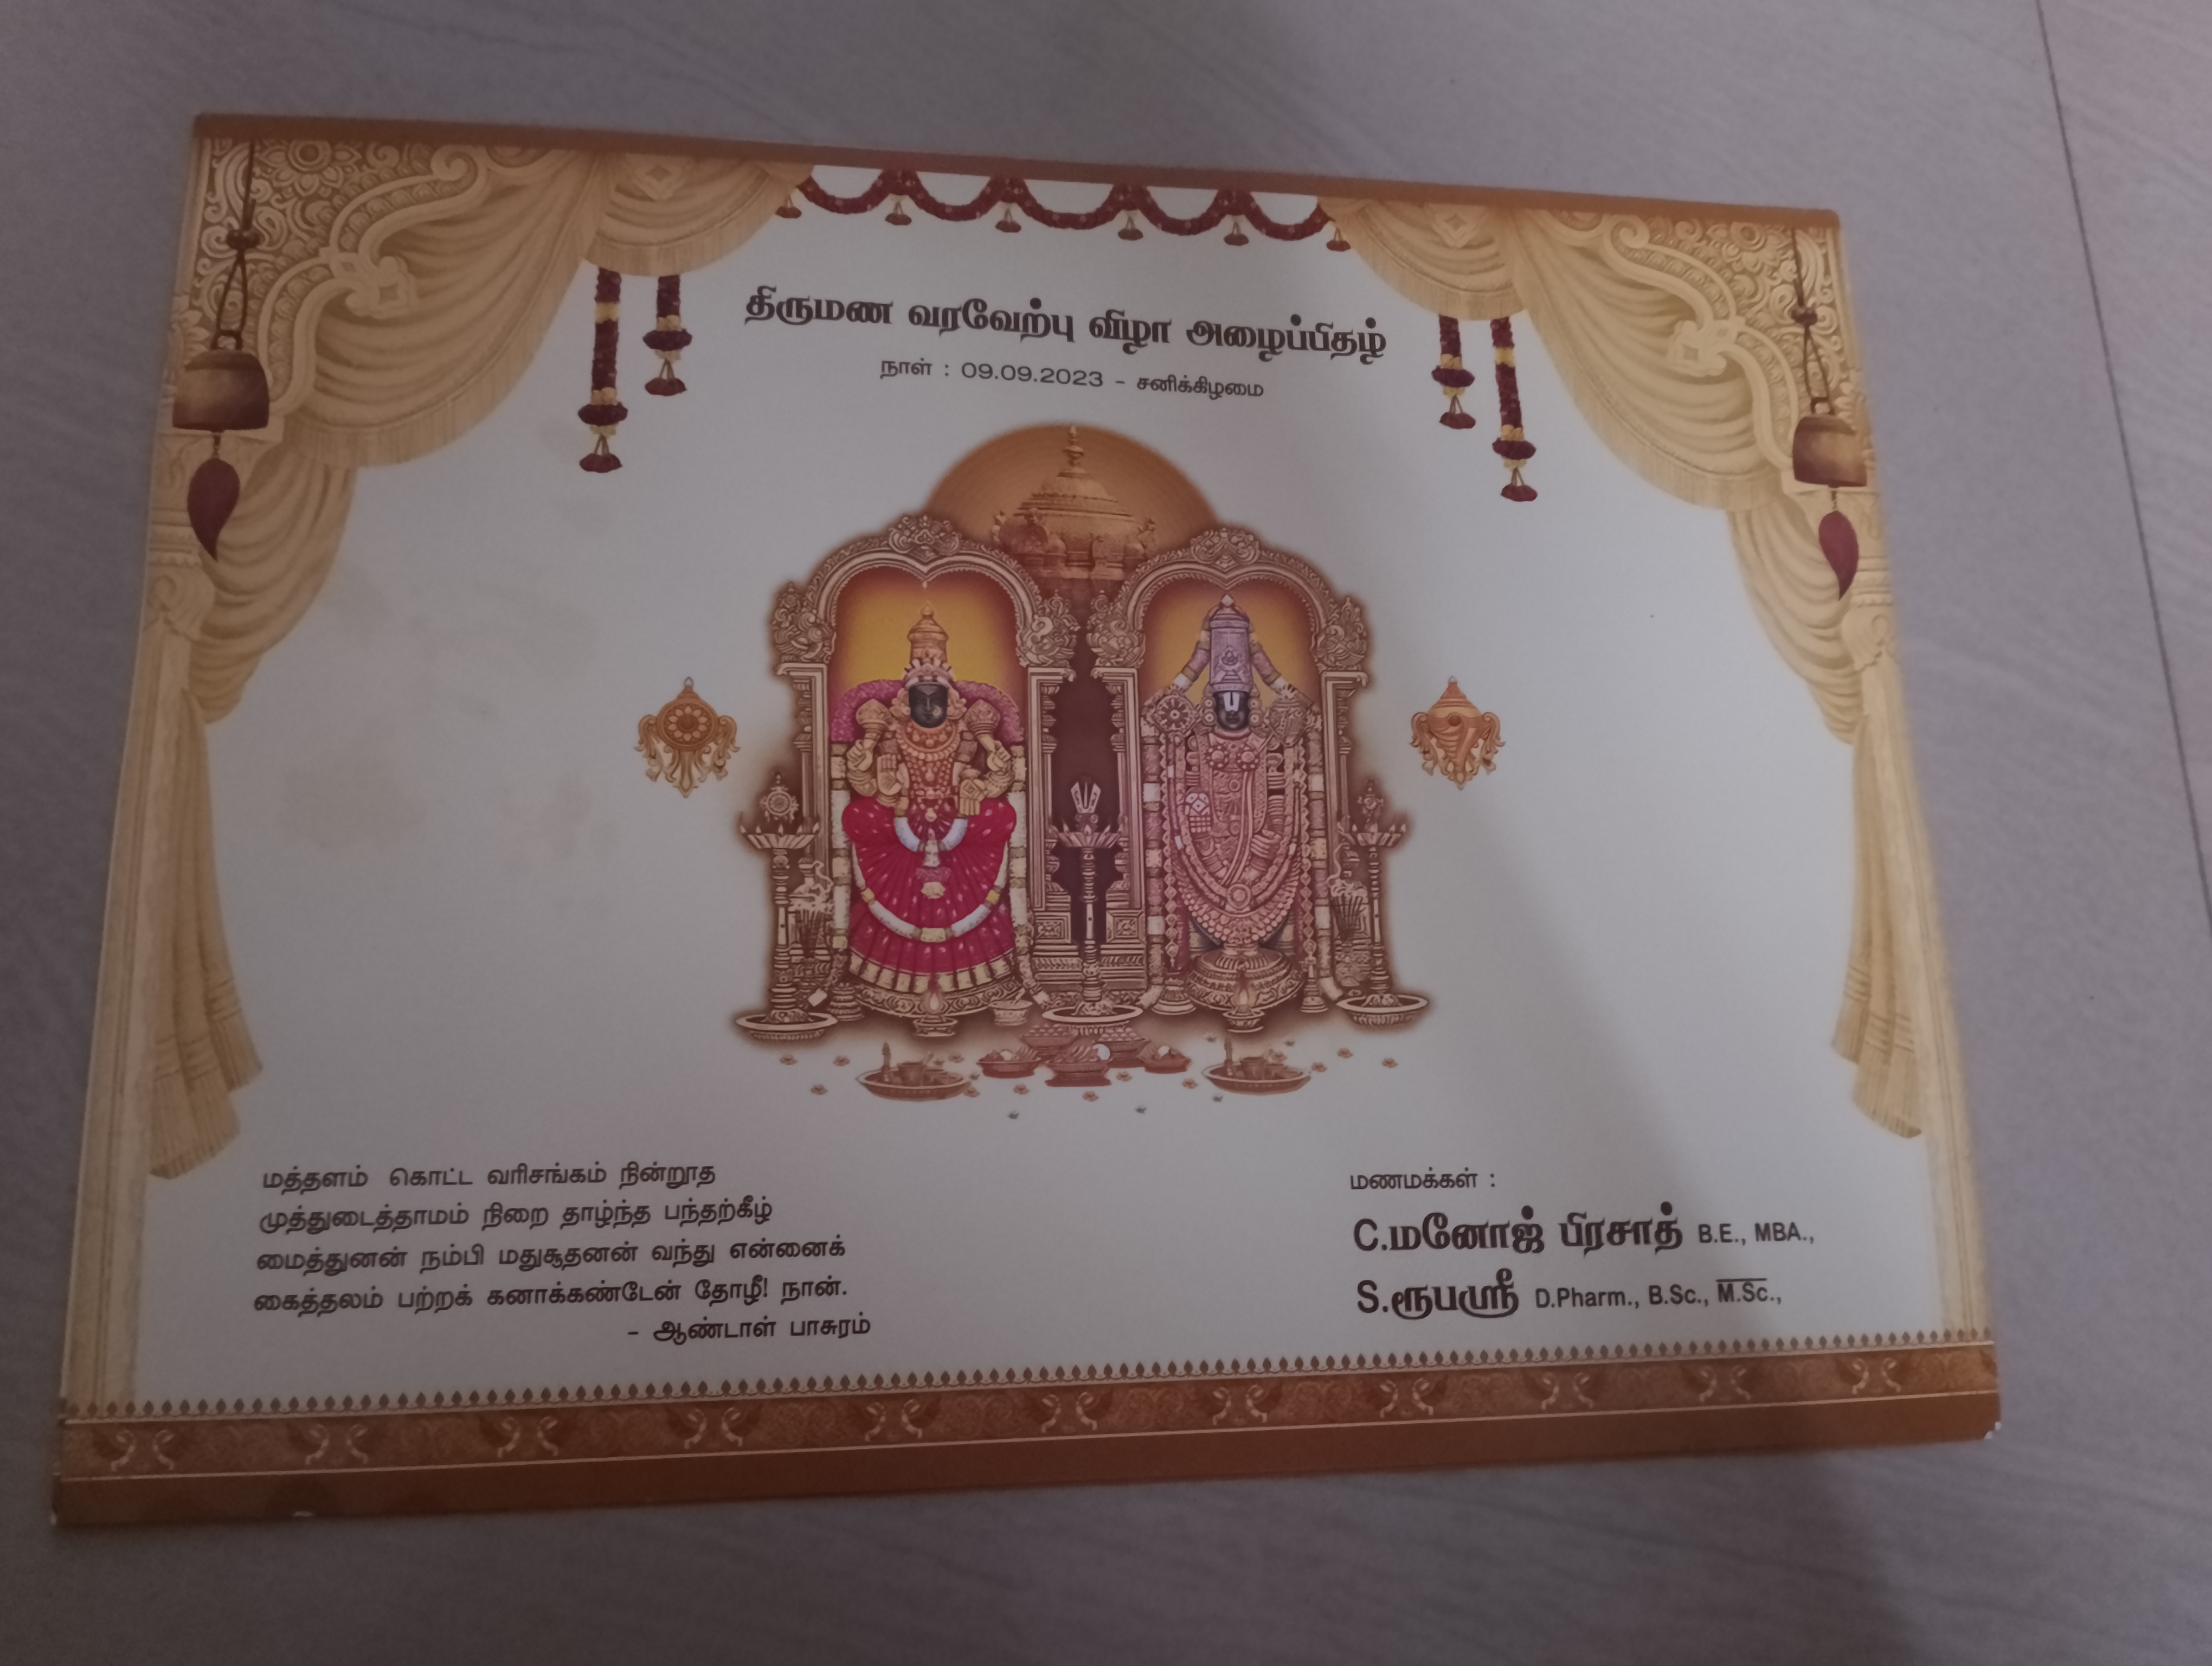 திருமண வரவேற்பு விழா அழைப்பிதழ்
நாள் : 09.09.2023 - சனிக்கிழமை
மத்தளம் கொட்ட வரிசங்கம் நின்றூத
முத்துடைத்தாமம் நிறை தாழ்ந்த பந்தற்கீழ்
மைத்துனன் நம்பி மதுசூதனன் வந்து என்னைக்
கைத்தலம் பற்றக் கனாக்கண்டேன் தோழீ! நான்.
- ஆண்டாள் பாசுரம்
மணமக்கள் :
C.மனோஜ் பிரசாத் B.E., MBA.,
S.ரூபஸ்ரீ D.Pharm., B.Sc., M.Sc.,